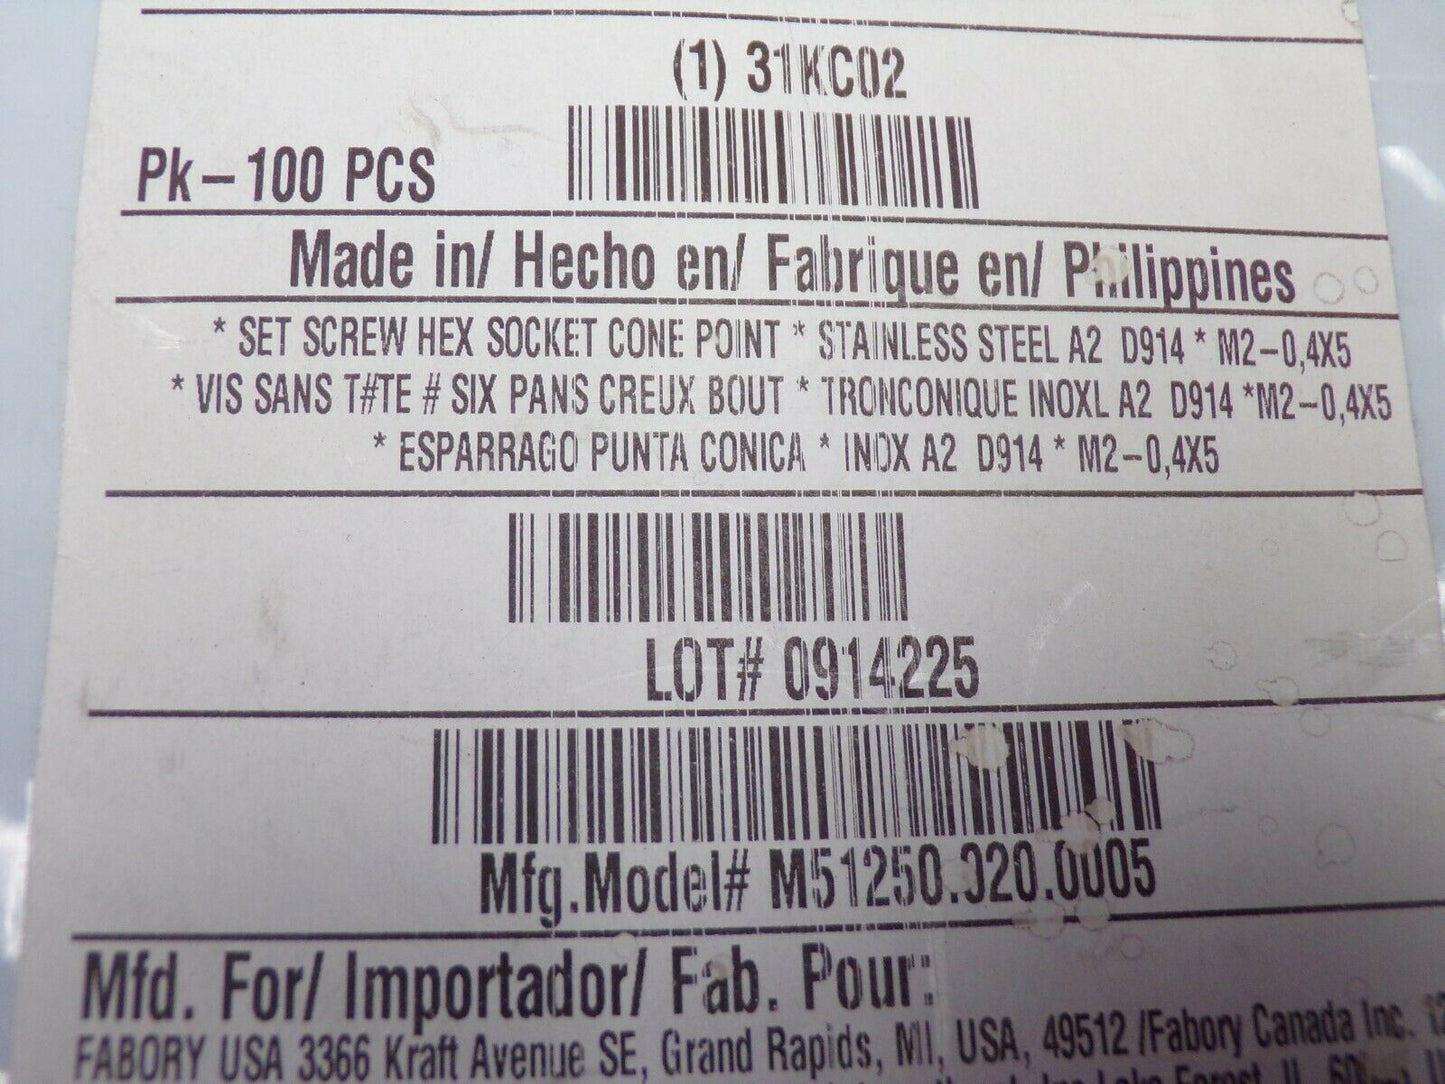 (1) 31KC02
Pk-100 PCS
Made in/ Hecho en/ Fabrique en/ Philippines
* SET SCREW HEX SOCKET CONE POINT * STAINLESS STEEL A2 D914 * M2-0,4X5
* VIS SANS T#TE # SIX PANS CREUX BOUT * TRONCONIQUE INOXL A2 D914 *M2-0,4X5
* ESPARRAGO PUNTA CONICA * INOX A2 D914 * M2-0,4X5
LOT# 0914225
Mfg.Model# M51250.020.0005
Mfd. For/ Importador/ Fab. Pour:
FABORY USA 3366 Kraft Avenue SE, Grand Rapids, MI, USA, 49512 /Fabory Canada Inc.
Lake Forest, IL